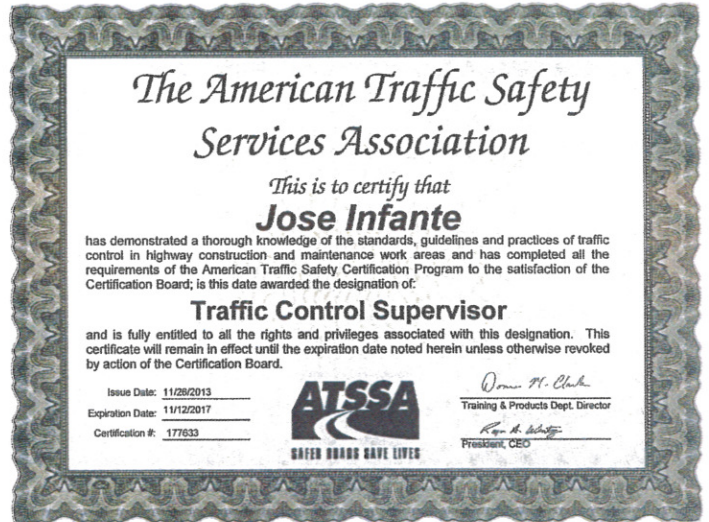 The American Traffic Safety
Services Association
This is to certify that
Jose Infante
has demonstrated a thorough knowledge of the standards, guidelines and practices of traffic
control in highway construction and maintenance work areas and has completed all the
requirements of the American Traffic Safety Certification Program to the satisfaction of the
Certification Board; is this date awarded the designation of:
Traffic Control Supervisor
and is fully entitled to all the rights and privileges associated with this designation. This
certificate will remain in effect until the expiration date noted herein unless otherwise revoked
by action of the Certification Board.
Issue Date: 11/26/2013
Expiration Date: 11/12/2017
Certification #: 177633
ATSSA
SAFER ROADS SAVE LIVES
Training & Products Dept. Director
President, CEO